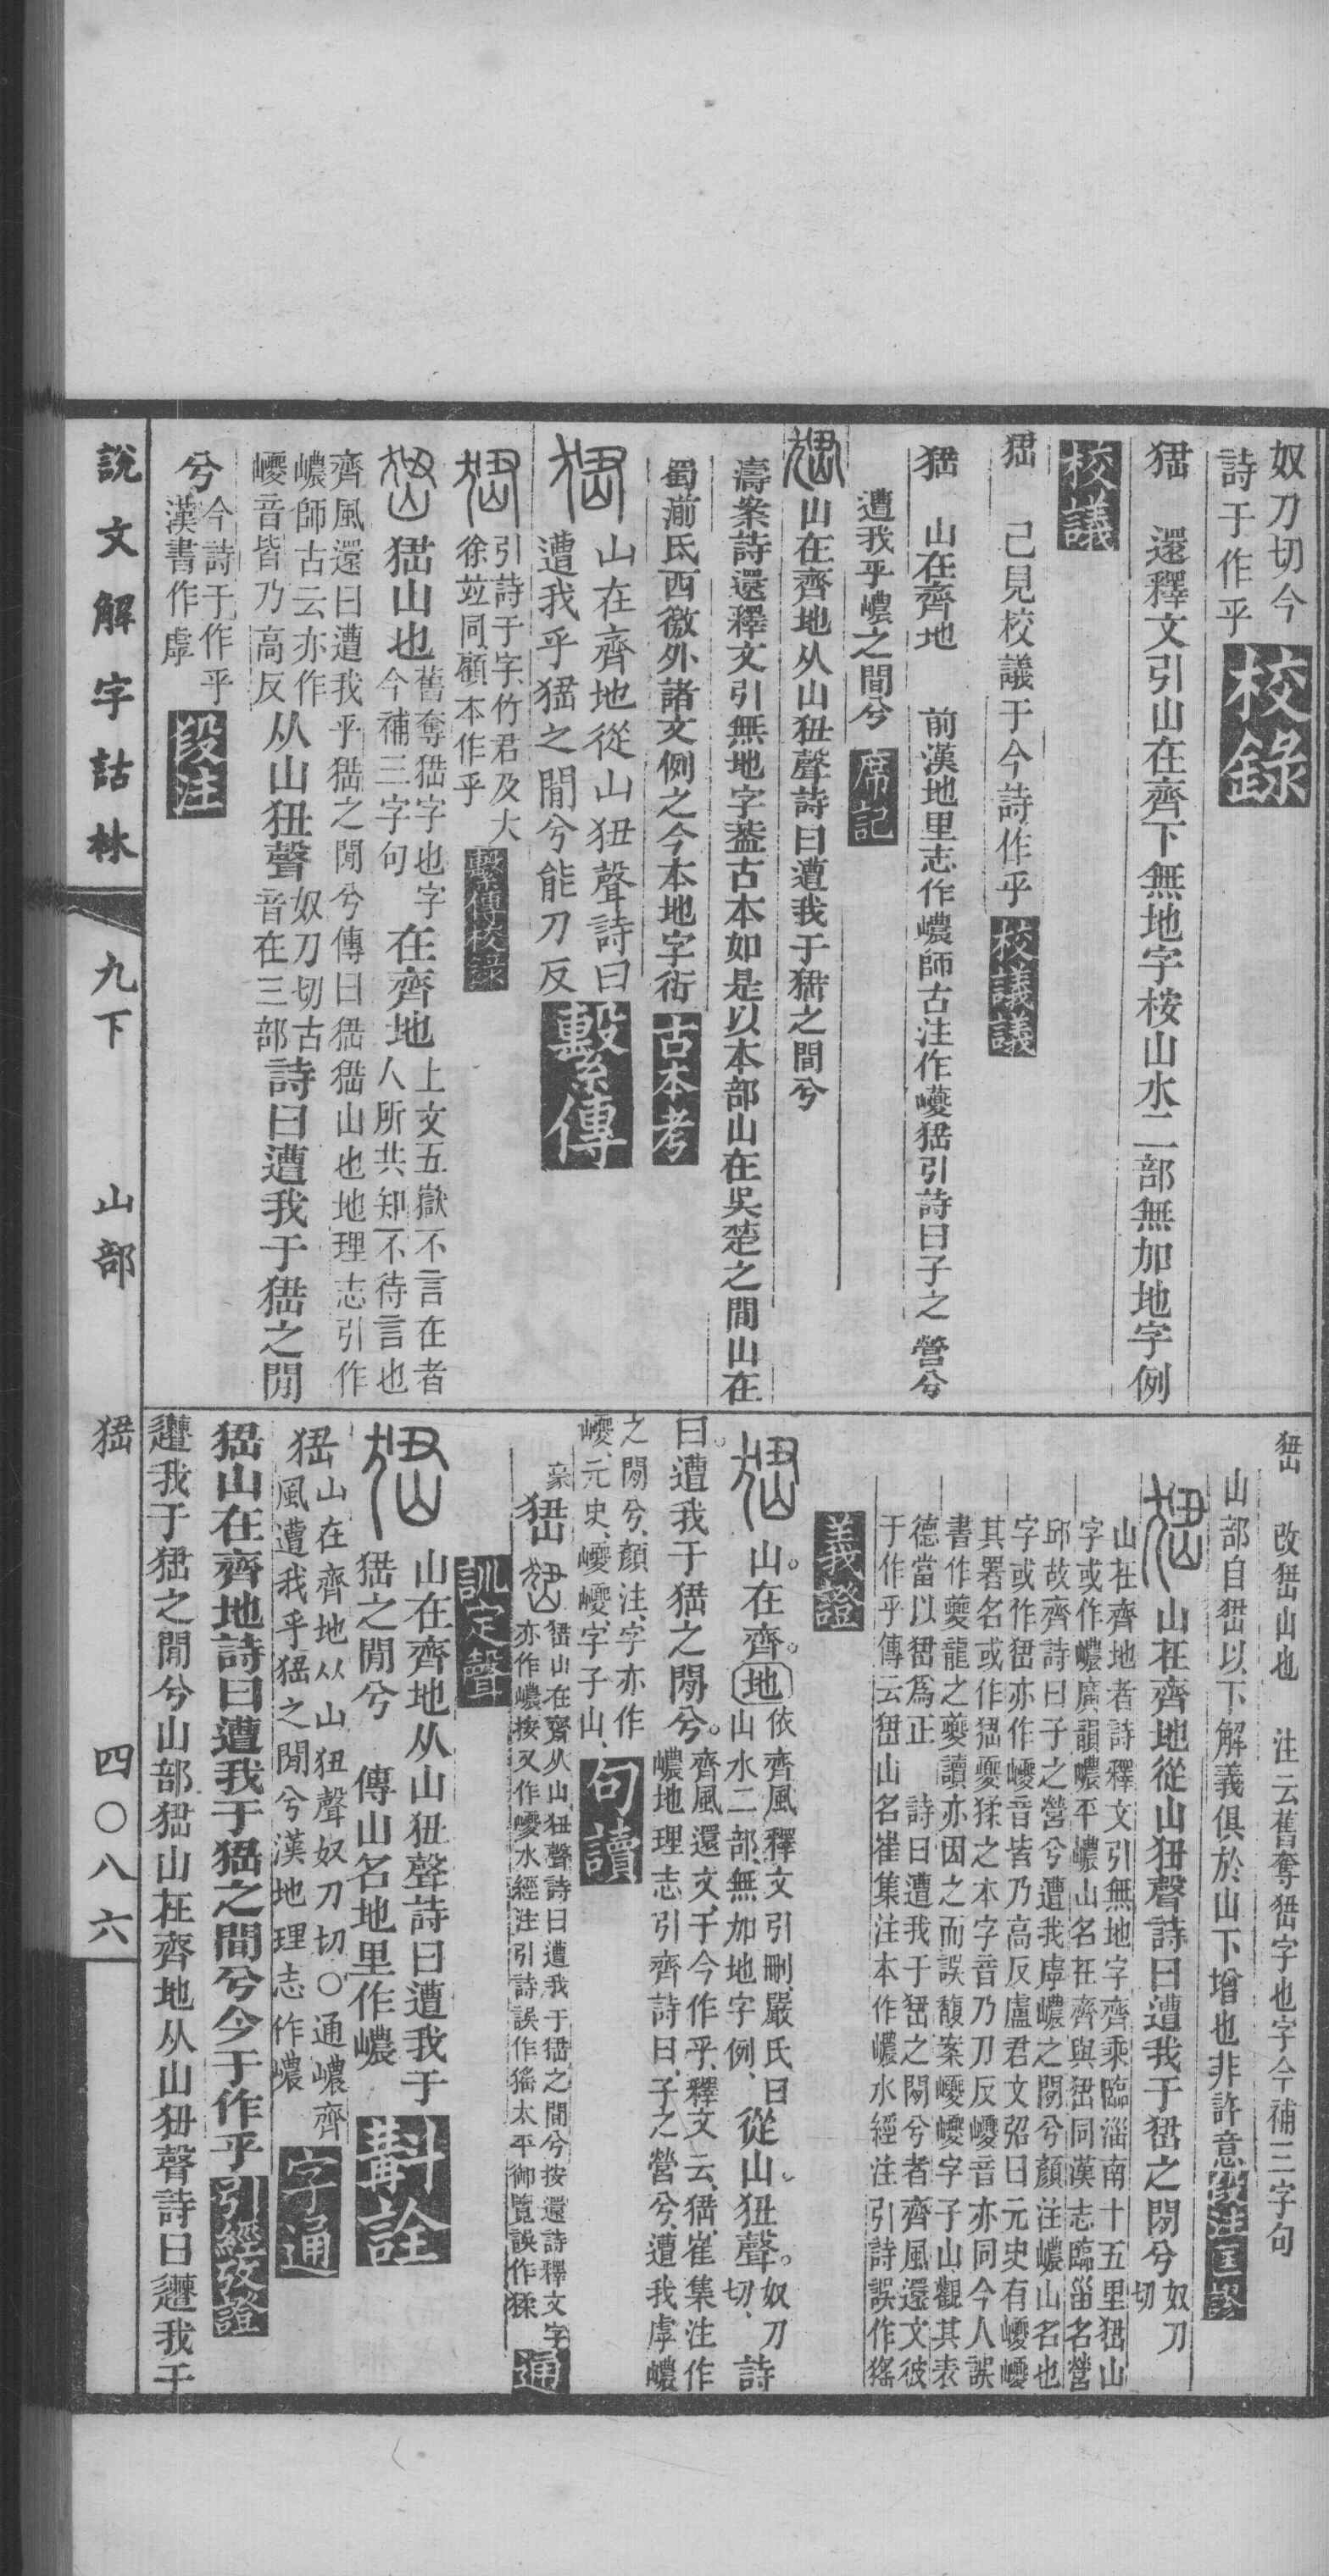 奴刀切今
詩于作乎 校錄
峱 還釋文引山在齊下無地字桉山水二部無加地字例
校議
峱 己見校議于今詩作乎 校議議
峱 山在齊地 前漢地里志作嶩師古注作巙峱引詩曰子之 營兮
遭我乎嶩之間兮 席記
山在齊地从山狃聲詩曰遭我于峱之間兮
濤案詩還釋文引無地字葢古本如是以本部山在吳楚之間山在
蜀湔氐西徼外諸文例之今本地字衍 古本考
山在齊地從山狃聲詩曰
遭我乎峱之間兮能刀反 繫傳
引詩于字竹君及大
徐竝同顧本作乎 繫傳校錄
峱山也
舊奪峱字也字
今補三字句
在齊地
上文五嶽不言在者
人所共知不待言也
齊風還曰遭我乎峱之閒兮傳曰峱峱山也地理志引作
嶩師古云亦作
巙音皆乃高反
从山狃聲
奴刀切古
音在三部
詩曰遭我于峱之閒
兮
今詩于作乎
漢書作虖
段注
峱 改峱山也 注云舊奪峱字也字今補三字句
山部自峱以下解義俱於山下增也非許意 段注匡謬
山在齊地從山狃聲詩曰遭我于峱之閒兮
奴刀
切
山在齊地者詩釋文引無地字齊乘臨淄南十五里峱山
字或作嶩廣韻嶩平嶩山名在齊與峱同漢志臨甾名營
邱故齊詩曰子之營兮遭我虖嶩之閒兮顏注嶩山名也
字或作峱亦作巙音皆乃高反盧君文弨曰元史有巙巙
其署名或作峱夔猱之本字音乃刀反巙音亦同今人誤
書作夔龍之夔讀亦因之而誤馥案巙巙字子山觀其表
德當以峱爲正 詩曰遭我于峱之閒兮者齊風還文彼
于作乎傳云峱山名崔集注本作嶩水經注引詩誤作猺
義證
山在齊地
依齊風釋文引刪嚴氏曰
山水二部無加地字例
從山狃聲
奴刀
切
詩
曰遭我于峱之閒兮
齊風還文于今作乎釋文云峱崔集注作
嶩地理志引齊詩曰子之營兮遭我虖嶩
之閒兮顏注字亦作
巙元史巙巙字子山
句讀
豪 峱
峱山在齊从山狃聲詩曰遭我于峱之間兮按還詩釋文字
亦作嶩按又作巙水經注引詩誤作猺太平御覽誤作猱
通
訓定聲
山在齊地从山狃聲詩曰遭我于
峱之閒兮 傳山名地里作嶩
斠詮
峱
山在齊地从山狃聲奴刀切○通嶩齊
風遭我乎峱之閒兮漢地理志作嶩
字通
峱山在齊地詩曰遭我于峱之間兮今于作乎 引經攷證
遭我于峱之閒兮山部峱山在齊地从山狃聲詩曰遭我于
說文解字詁林 九下 山部 峱 四○八六